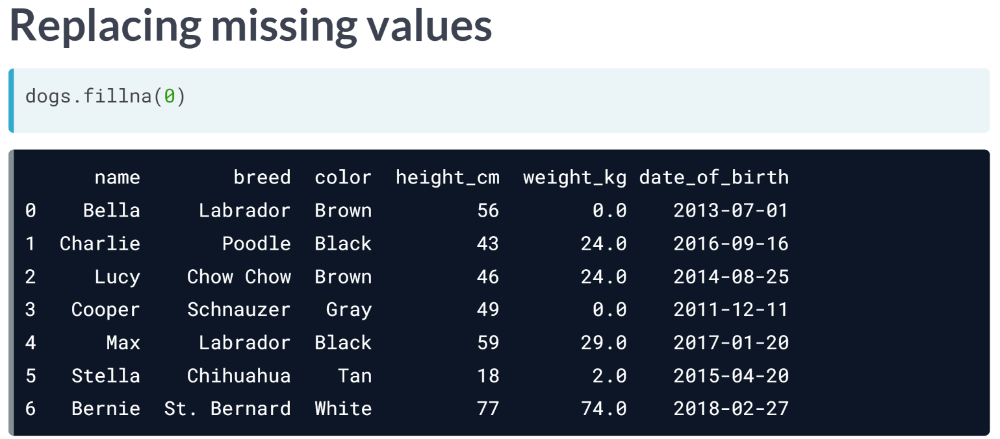 Replacing missing values
dogs.fillna(0)
name breed color height_cm weight_kg date_of_birth
0 Bella Labrador Brown 56 0.0 2013-07-01
1 Charlie Poodle Black 43 24.0 2016-09-16
2 Lucy Chow Chow Brown 46 24.0 2014-08-25
3 Cooper Schnauzer Gray 49 0.0 2011-12-11
4 Max Labrador Black 59 29.0 2017-01-20
5 Stella Chihuahua Tan 18 2.0 2015-04-20
6 Bernie St. Bernard White 77 74.0 2018-02-27